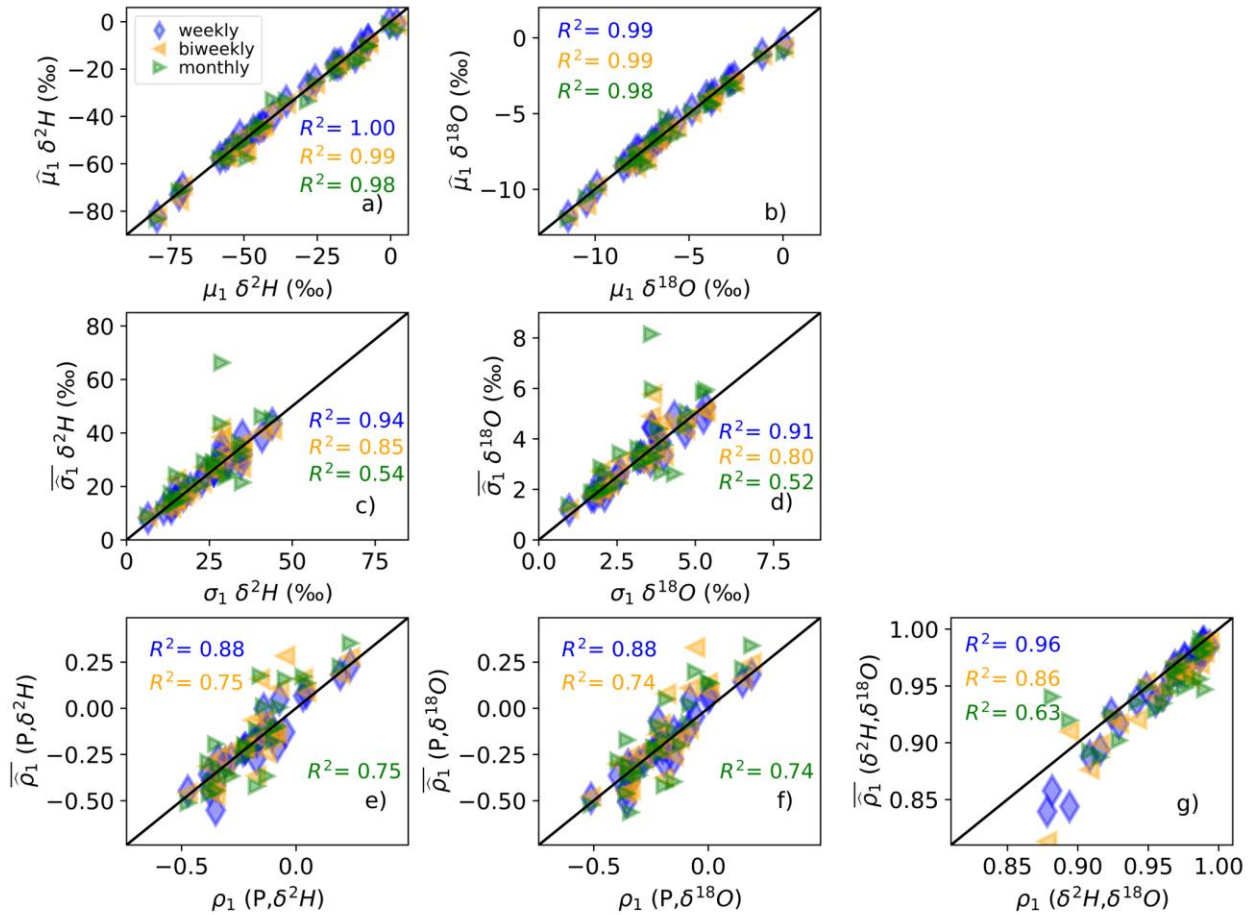 weekly
biweekly
monthly
R² = 1.00
R² = 0.99
R² = 0.98
a)
0
−20
−40
−60
−80
−75
−50
−25
0
μ̂₁ δ²H (‰)
μ₁ δ²H (‰)
R² = 0.99
R² = 0.99
R² = 0.98
b)
0
−5
−10
−10
−5
0
μ̂₁ δ¹⁸O (‰)
μ₁ δ¹⁸O (‰)
R² = 0.94
R² = 0.85
R² = 0.54
c)
80
60
40
20
0
0
25
50
75
σ̂₁ δ²H (‰)
σ₁ δ²H (‰)
R² = 0.91
R² = 0.80
R² = 0.52
d)
8
6
4
2
0
0.0
2.5
5.0
7.5
σ̂₁ δ¹⁸O (‰)
σ₁ δ¹⁸O (‰)
R² = 0.88
R² = 0.75
R² = 0.75
e)
0.25
0.00
−0.25
−0.50
−0.5
0.0
ρ̂₁ (P,δ²H)
ρ₁ (P,δ²H)
R² = 0.88
R² = 0.74
R² = 0.74
f)
0.25
0.00
−0.25
−0.50
−0.5
0.0
ρ̂₁ (P,δ¹⁸O)
ρ₁ (P,δ¹⁸O)
R² = 0.96
R² = 0.86
R² = 0.63
g)
1.00
0.95
0.90
0.85
0.85
0.90
0.95
1.00
ρ̂₁ (δ²H,δ¹⁸O)
ρ₁ (δ²H,δ¹⁸O)